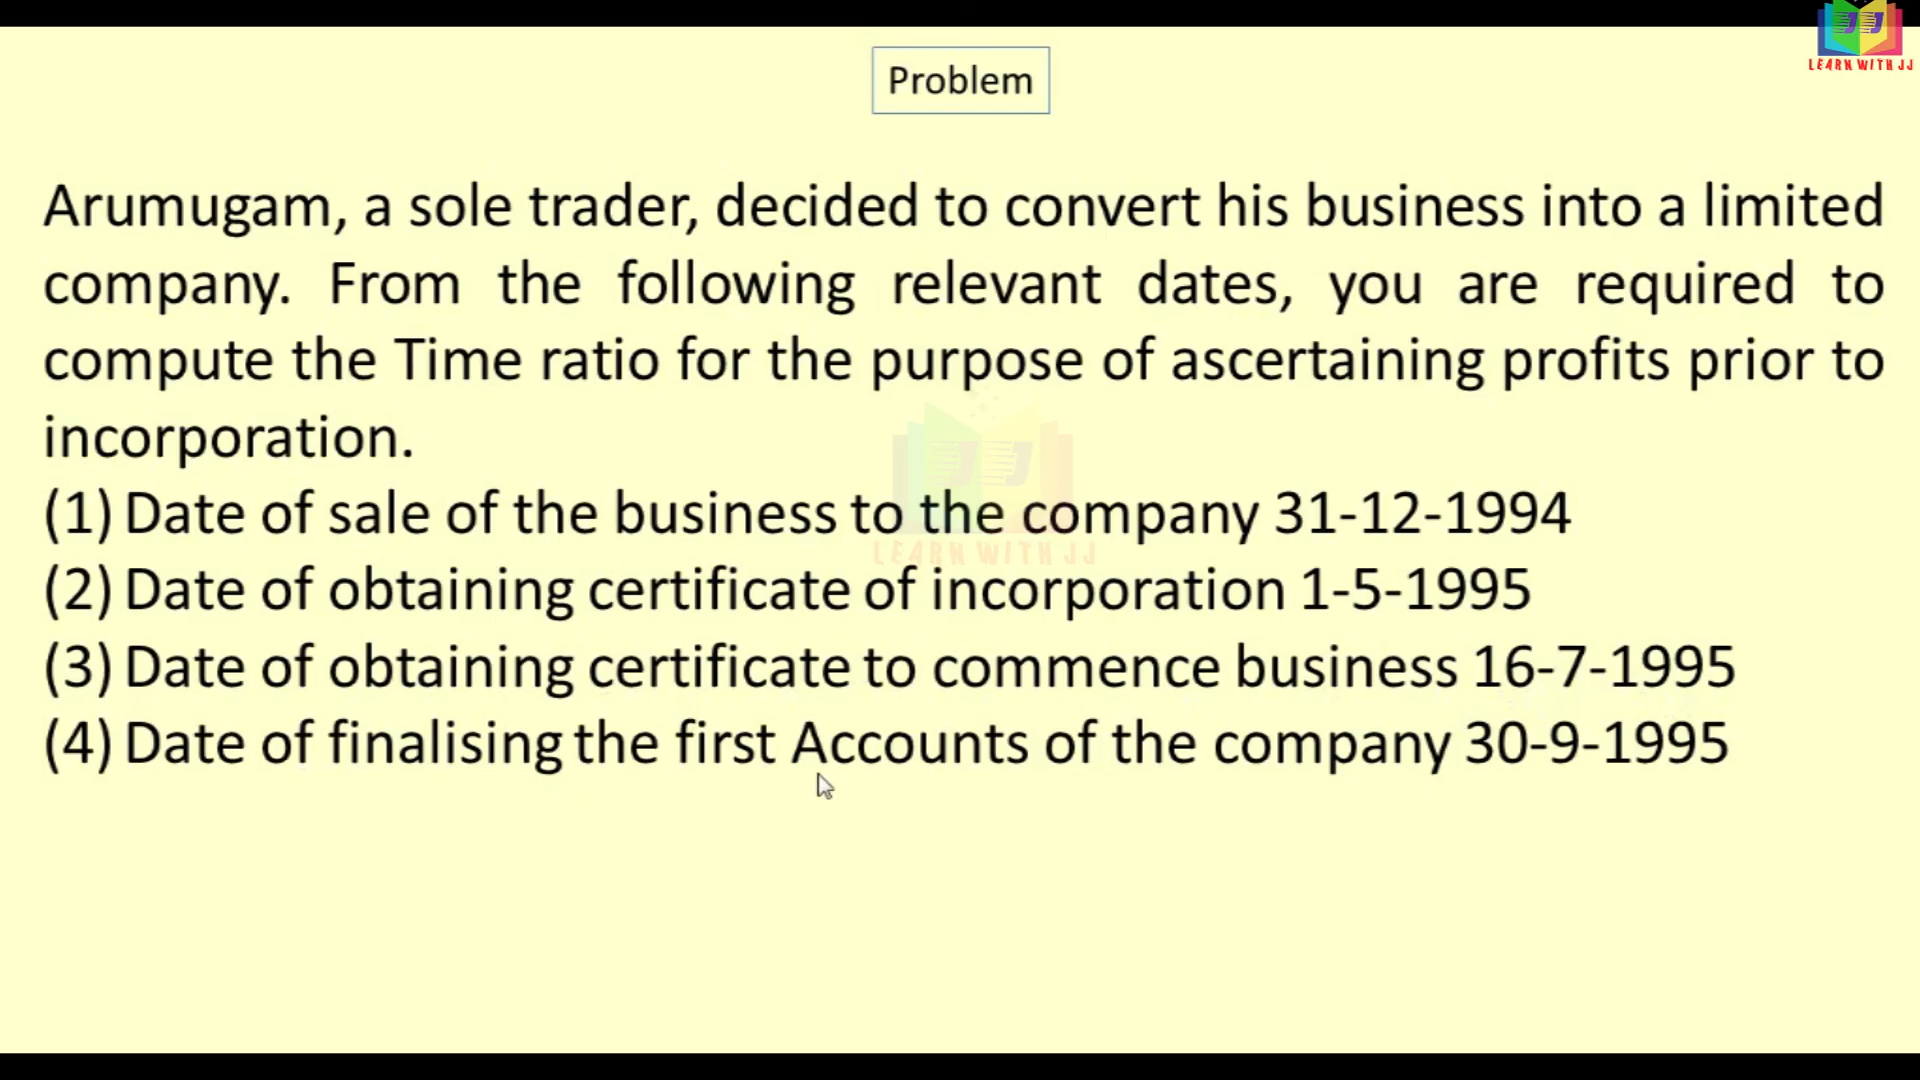 LEARN WITH JJ
Problem
Arumugam, a sole trader, decided to convert his business into a limited
company. From the following relevant dates, you are required to
compute the Time ratio for the purpose of ascertaining profits prior to
incorporation.
(1) Date of sale of the business to the company 31-12-1994
LEARN WITH JJ
(2) Date of obtaining certificate of incorporation 1-5-1995
(3) Date of obtaining certificate to commence business 16-7-1995
(4) Date of finalising the first Accounts of the company 30-9-1995